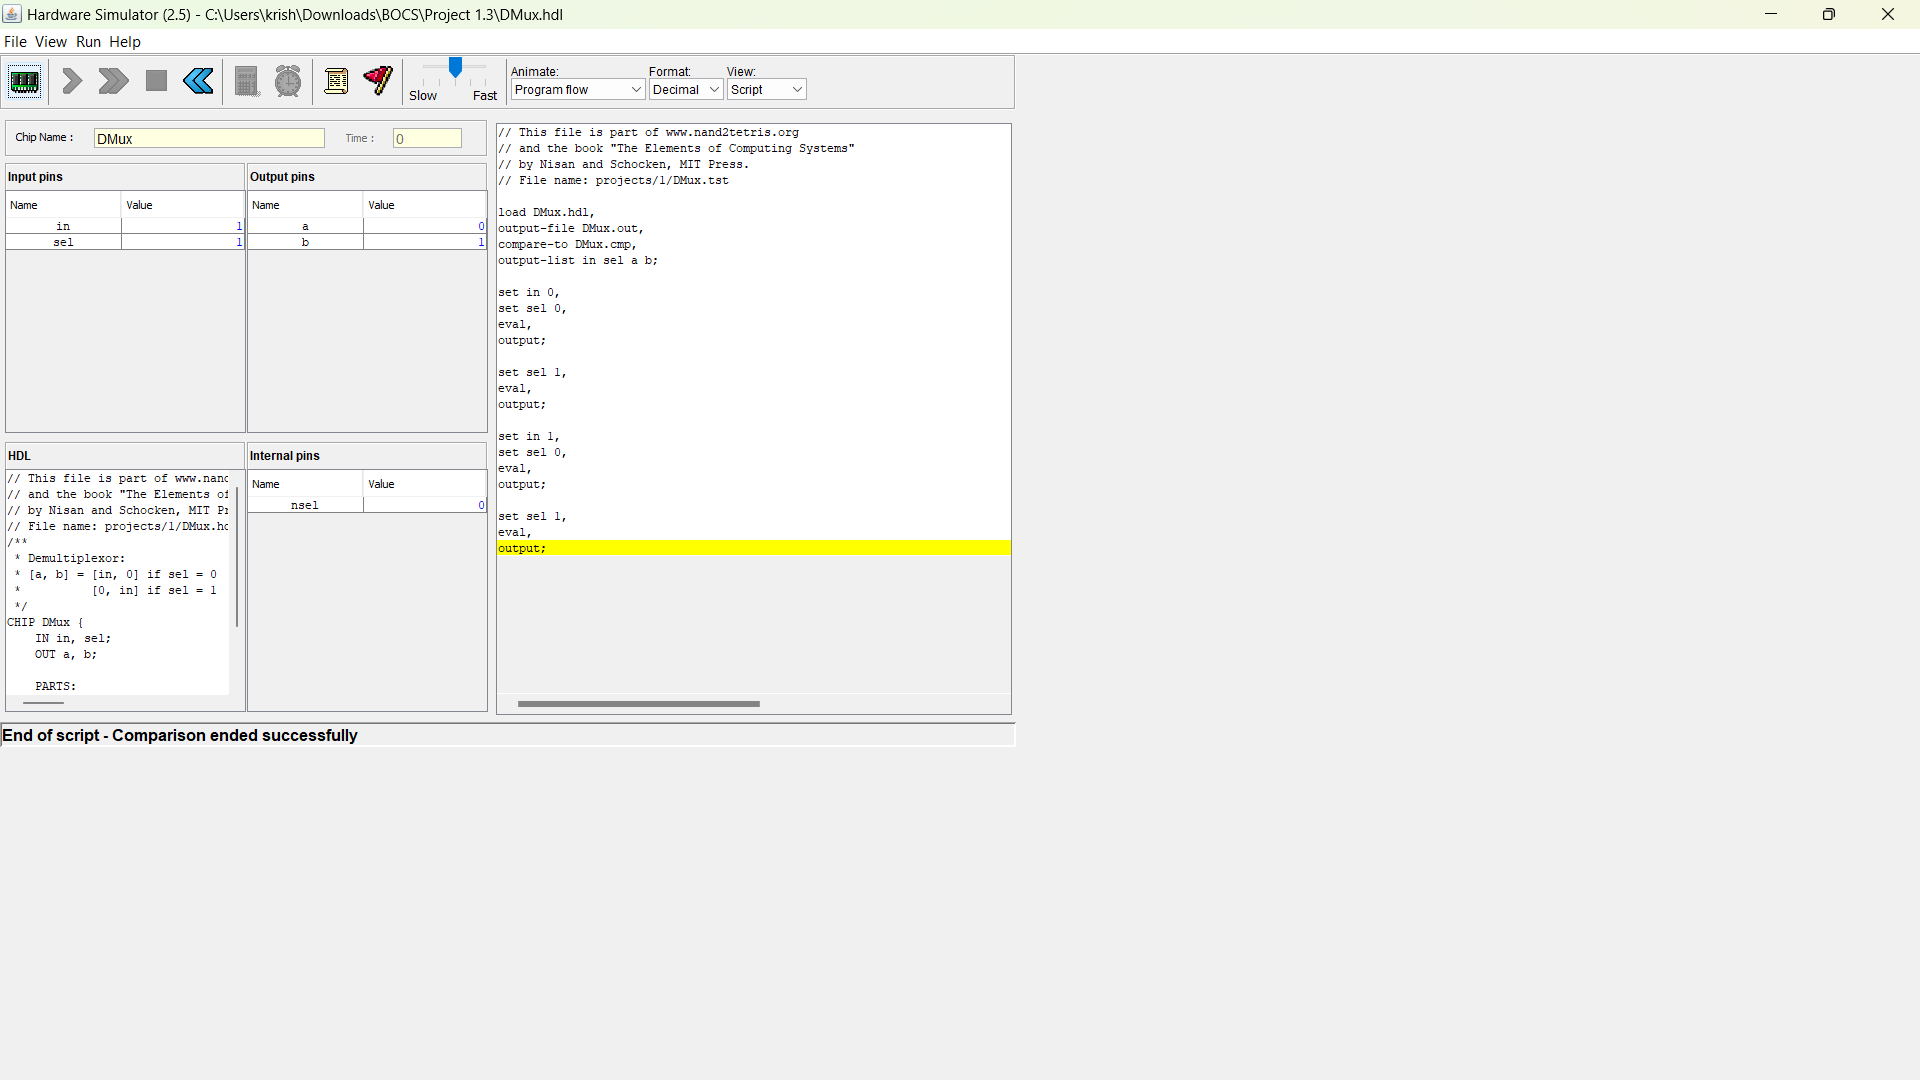 Hardware Simulator (2.5) - C:\Users\krish\Downloads\BOCS\Project 1.3\DMux.hdl
File View Run Help
Slow Fast
Animate: Format: View:
Program flow Decimal Script
Chip Name : DMux Time : 0
Input pins
Name Value
in 1
sel 1
Output pins
Name Value
a 0
b 1
HDL
// This file is part of www.nand
// and the book "The Elements of
// by Nisan and Schocken, MIT Pr
// File name: projects/1/DMux.hd
/**
* Demultiplexor:
* [a, b] = [in, 0] if sel = 0
* [0, in] if sel = 1
*/
CHIP DMux {
IN in, sel;
OUT a, b;
PARTS:
Internal pins
Name Value
nsel 0
// This file is part of www.nand2tetris.org
// and the book "The Elements of Computing Systems"
// by Nisan and Schocken, MIT Press.
// File name: projects/1/DMux.tst
load DMux.hdl,
output-file DMux.out,
compare-to DMux.cmp,
output-list in sel a b;
set in 0,
set sel 0,
eval,
output;
set sel 1,
eval,
output;
set in 1,
set sel 0,
eval,
output;
set sel 1,
eval,
output;
End of script - Comparison ended successfully